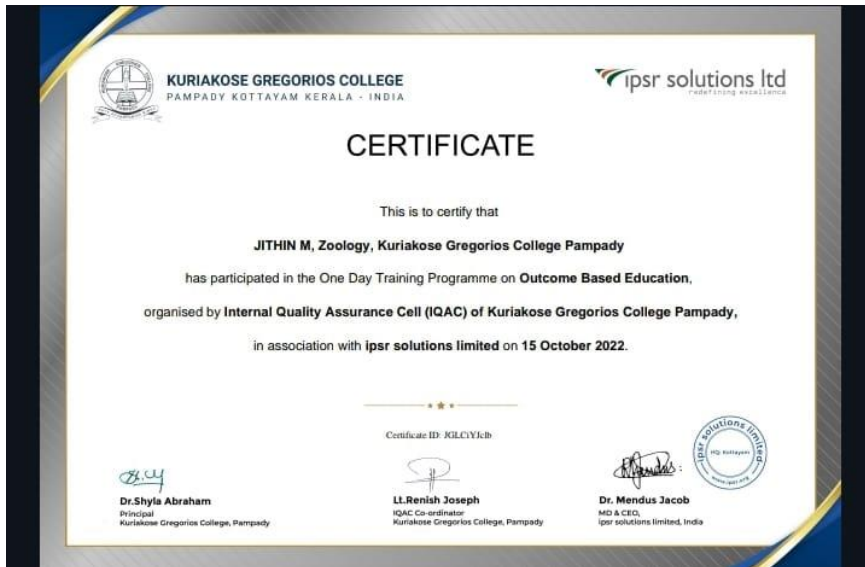 KURIAKOSE GREGORIOS COLLEGE
PAMPADY KOTTAYAM KERALA - INDIA
ipsr solutions ltd
redefining excellence
CERTIFICATE
This is to certify that
JITHIN M, Zoology, Kuriakose Gregorios College Pampady
has participated in the One Day Training Programme on Outcome Based Education,
organised by Internal Quality Assurance Cell (IQAC) of Kuriakose Gregorios College Pampady,
in association with ipsr solutions limited on 15 October 2022.
Certificate ID: JGLCiYJclb
ipsr solutions limited
HQ: Kottayam
www.ipsr.org
Dr.Shyla Abraham
Principal
Kuriakose Gregorios College, Pampady
Lt.Renish Joseph
IQAC Co-ordinator
Kuriakose Gregorios College, Pampady
Dr. Mendus Jacob
MD & CEO,
ipsr solutions limited, India